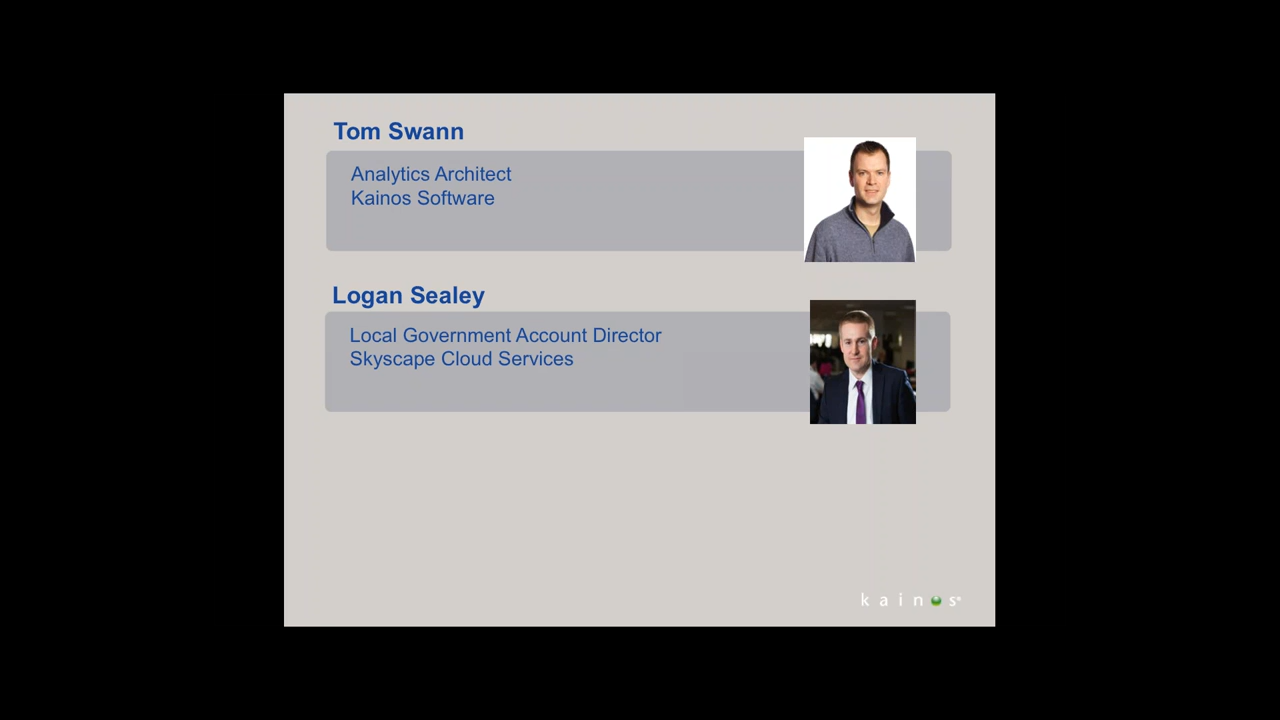 Tom Swann
Analytics Architect
Kainos Software
Logan Sealey
Local Government Account Director
Skyscape Cloud Services
kainos®